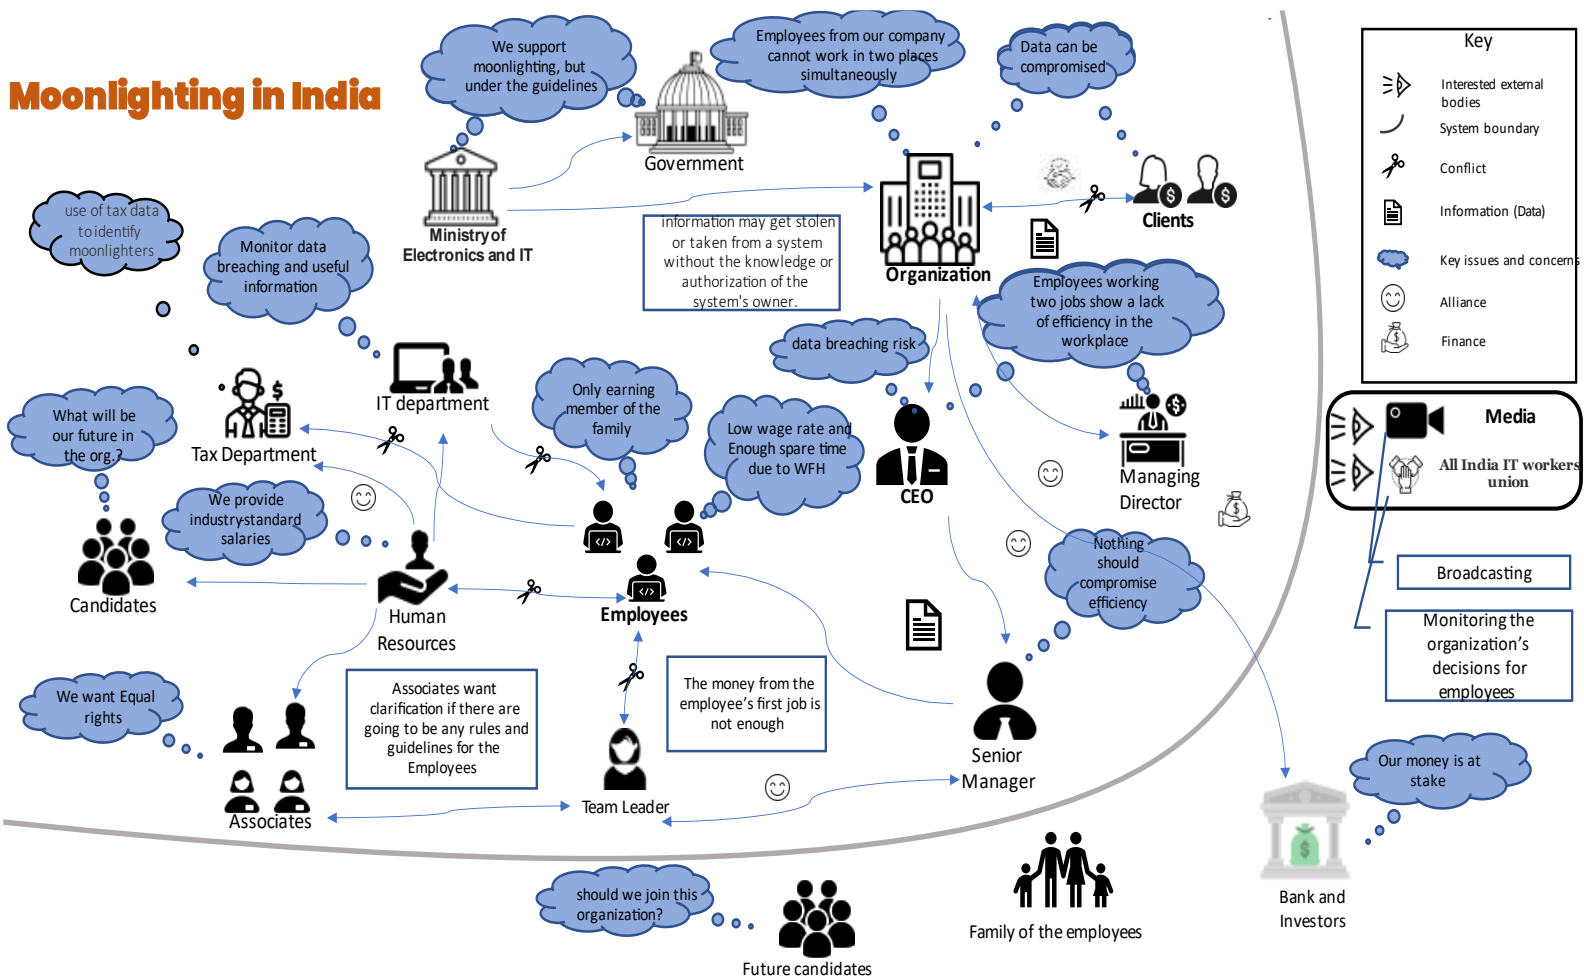 Moonlighting in India
We support
moonlighting, but
under the guidelines
Government
Employees from our company
cannot work in two places
simultaneously
Data can be
compromised
Key
Interested external
bodies
System boundary
Conflict
Information (Data)
Key issues and concerns
Alliance
Finance
use of tax data
to identify
moonlighters
Monitor data
breaching and useful
information
Ministry of
Electronics and IT
information may get stolen
or taken from a system
without the knowledge or
authorization of the
system's owner.
Organization
Clients
Employees working
two jobs show a lack
of efficiency in the
workplace
data breaching risk
What will be
our future in
the org.?
Tax Department
IT department
Only earning
member of the
family
Low wage rate and
Enough spare time
due to WFH
CEO
Managing
Director
Media
All India IT workers
union
We provide
industry-standard
salaries
Candidates
Human
Resources
Employees
Nothing
should
compromise
efficiency
Broadcasting
Monitoring the
organization's
decisions for
employees
We want Equal
rights
Associates want
clarification if there are
going to be any rules and
guidelines for the
Employees
The money from the
employee's first job is
not enough
Senior
Manager
Associates
Team Leader
Our money is at
stake
Bank and
Investors
should we join this
organization?
Future candidates
Family of the employees